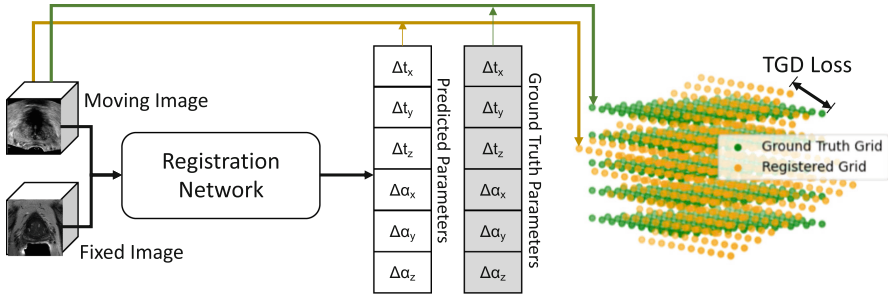 Moving Image
Fixed Image
Registration
Network
Δtx
Δty
Δtz
Δαx
Δαy
Δαz
Predicted Parameters
Δtx
Δty
Δtz
Δαx
Δαy
Δαz
Ground Truth Parameters
TGD Loss
Ground Truth Grid
Registered Grid